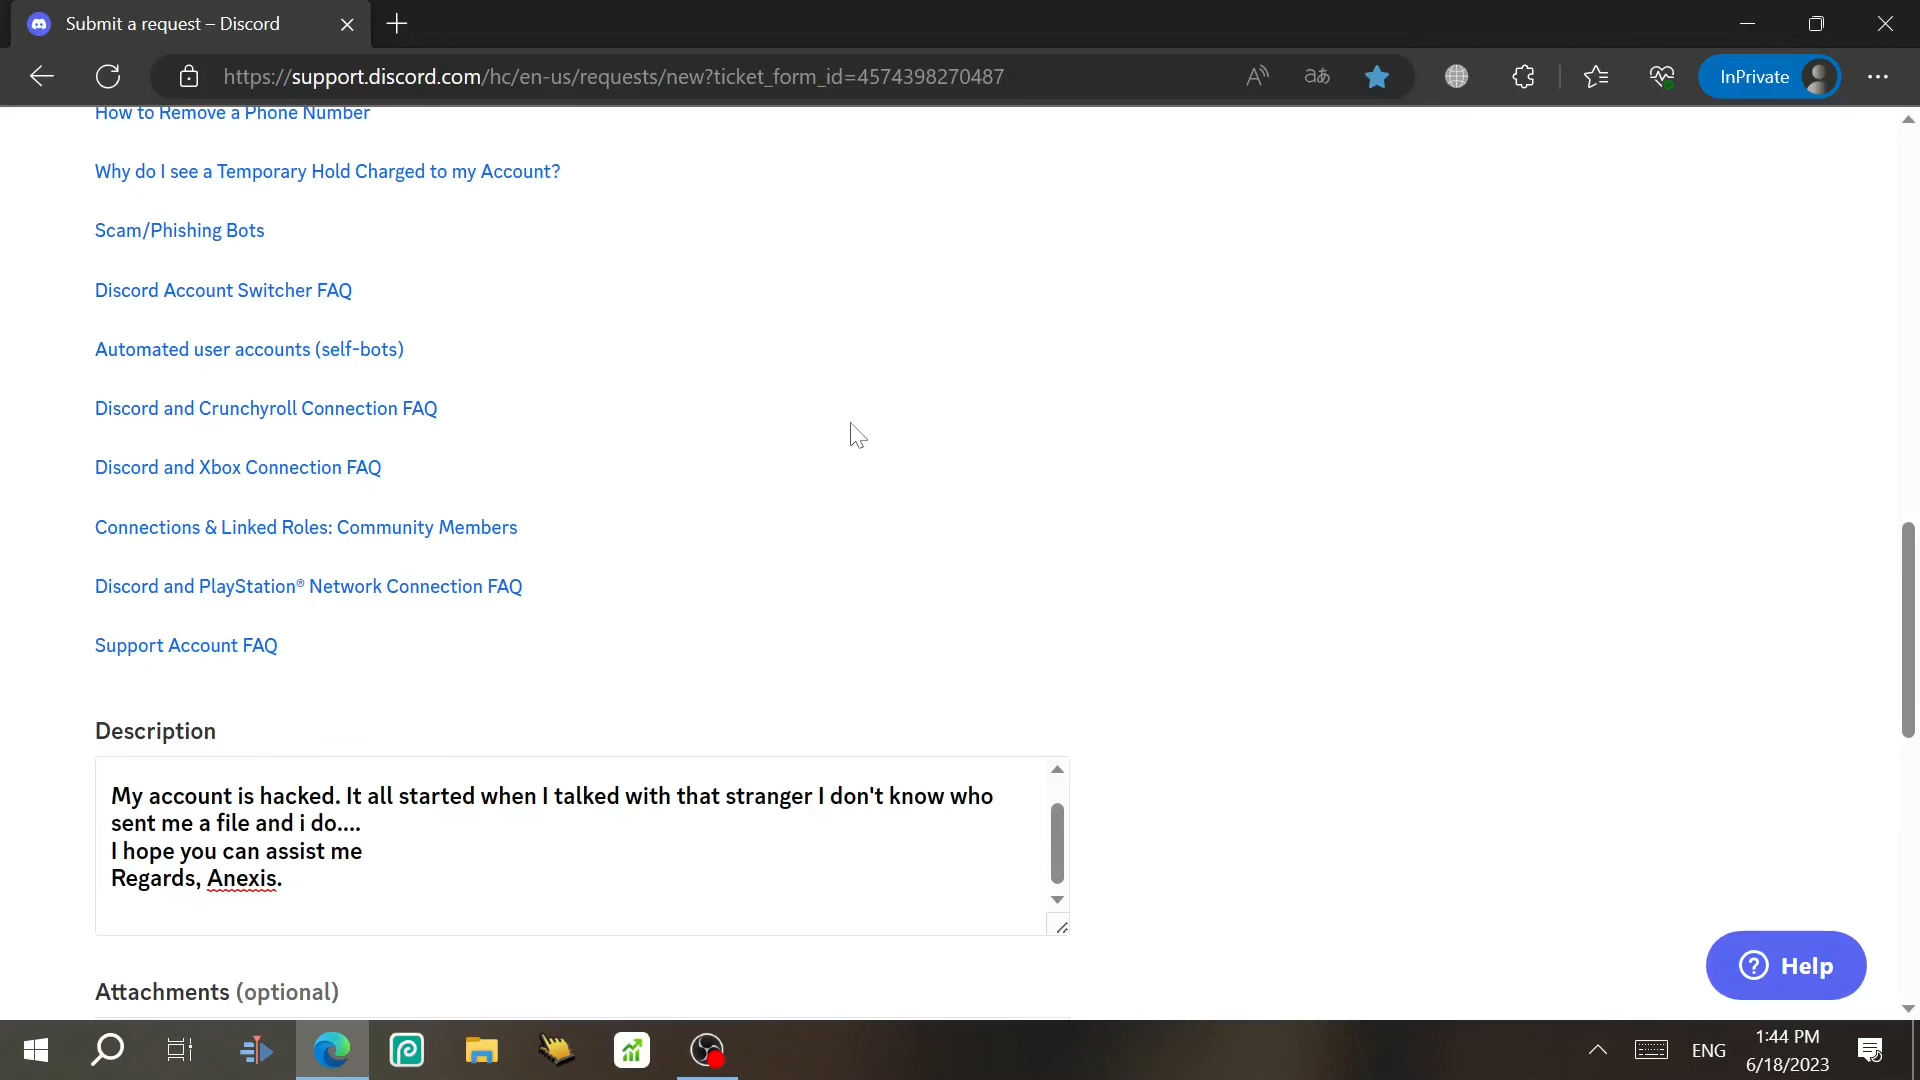 Submit a request – Discord
https://support.discord.com/hc/en-us/requests/new?ticket_form_id=4574398270487
InPrivate
How to Remove a Phone Number
Why do I see a Temporary Hold Charged to my Account?
Scam/Phishing Bots
Discord Account Switcher FAQ
Automated user accounts (self-bots)
Discord and Crunchyroll Connection FAQ
Discord and Xbox Connection FAQ
Connections & Linked Roles: Community Members
Discord and PlayStation® Network Connection FAQ
Support Account FAQ
Description
My account is hacked. It all started when I talked with that stranger I don't know who
sent me a file and i do....
I hope you can assist me
Regards, Anexis.
Help
Attachments (optional)
ENG
1:44 PM
6/18/2023